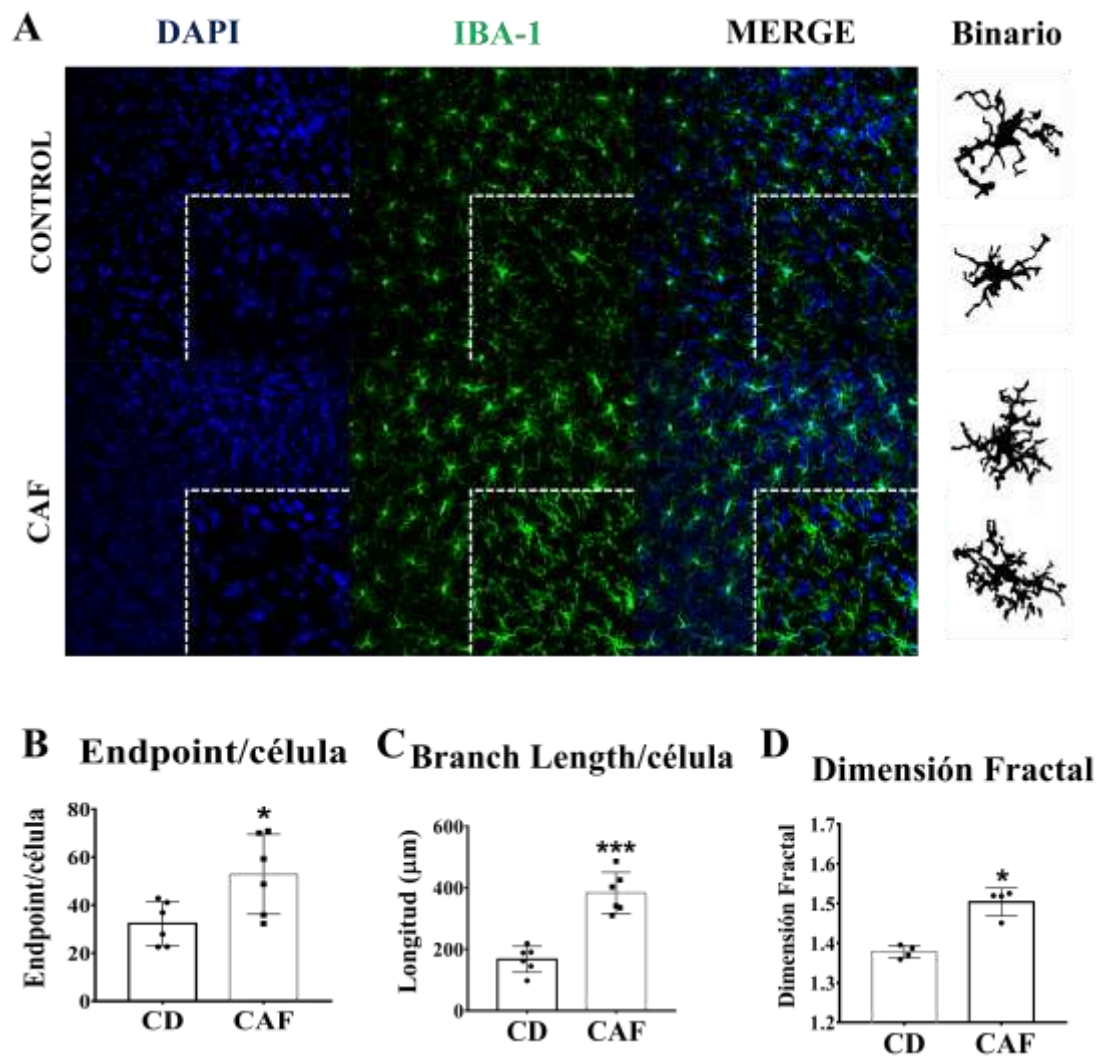 A
DAPI
IBA-1
MERGE
Binario
CONTROL
CAF
B
Endpoint/célula
Endpoint/célula
80
60
40
20
0
*
CD
CAF
C
Branch Length/célula
Longitud (µm)
600
400
200
0
***
CD
CAF
D
Dimensión Fractal
Dimensión Fractal
1.7
1.6
1.5
1.4
1.3
1.2
*
CD
CAF